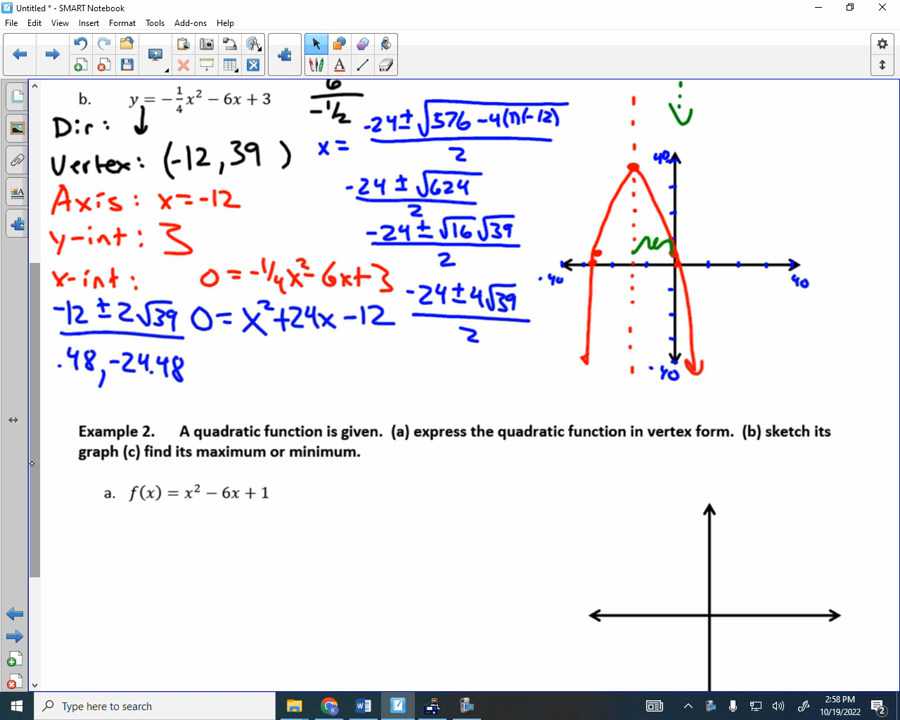 Untitled * - SMART Notebook
File Edit View Insert Format Tools Add-ons Help
b. y = −1/4x² − 6x + 3
6/-1/2
Dir: ↓
Vertex: (-12, 39)
x = (-24 ± √576 - 4(1)(-12))/2
Axis: x = -12
(-24 ± √624)/2
y-int: 3
(-24 ± √16 √39)/2
x-int: 0 = -1/4x² - 6x + 3
(-24 ± 4√39)/2
-12 ± 2√39
0 = x² + 24x - 12
.48, -24.48
40
-40
40
-40
Example 2. A quadratic function is given. (a) express the quadratic function in vertex form. (b) sketch its
graph (c) find its maximum or minimum.
a. f(x) = x² − 6x + 1
Type here to search
2:58 PM
10/19/2022
2